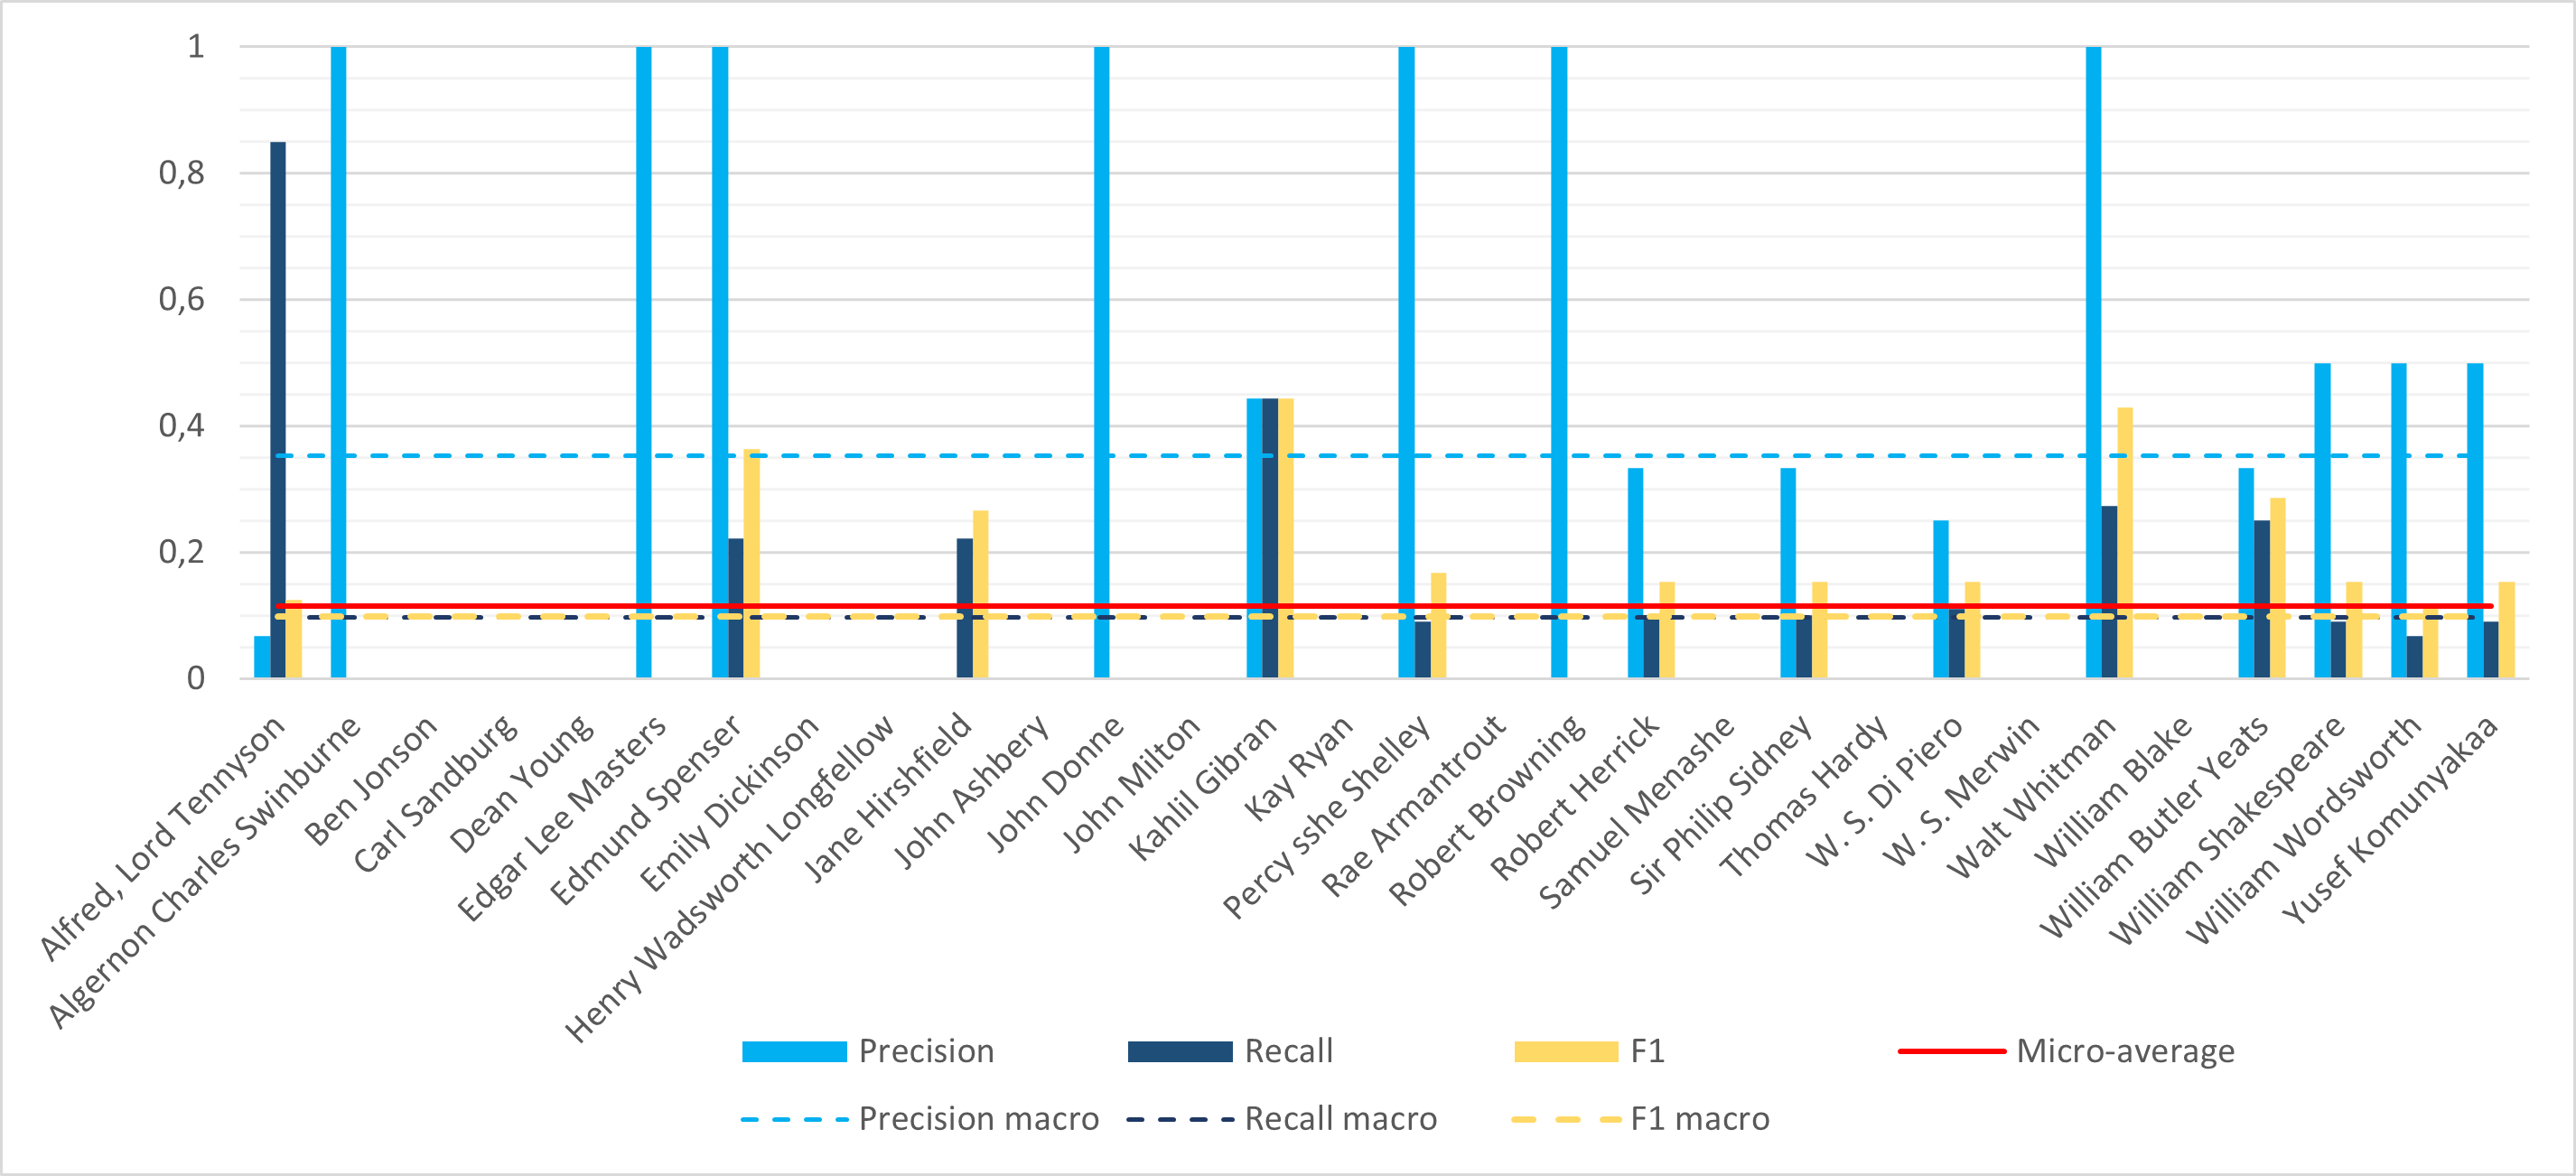 1
0,8
0,6
0,4
0,2
0
Alfred, Lord Tennyson
Algernon Charles Swinburne
Ben Jonson
Carl Sandburg
Dean Young
Edgar Lee Masters
Edmund Spenser
Emily Dickinson
Henry Wadsworth Longfellow
Jane Hirshfield
John Ashbery
John Donne
John Milton
Kahlil Gibran
Kay Ryan
Percy sshe Shelley
Rae Armantrout
Robert Browning
Robert Herrick
Samuel Menashe
Sir Philip Sidney
Thomas Hardy
W. S. Di Piero
W. S. Merwin
Walt Whitman
William Blake
William Butler Yeats
William Shakespeare
William Wordsworth
Yusef Komunyakaa
Precision Recall F1 Micro-average
Precision macro Recall macro F1 macro